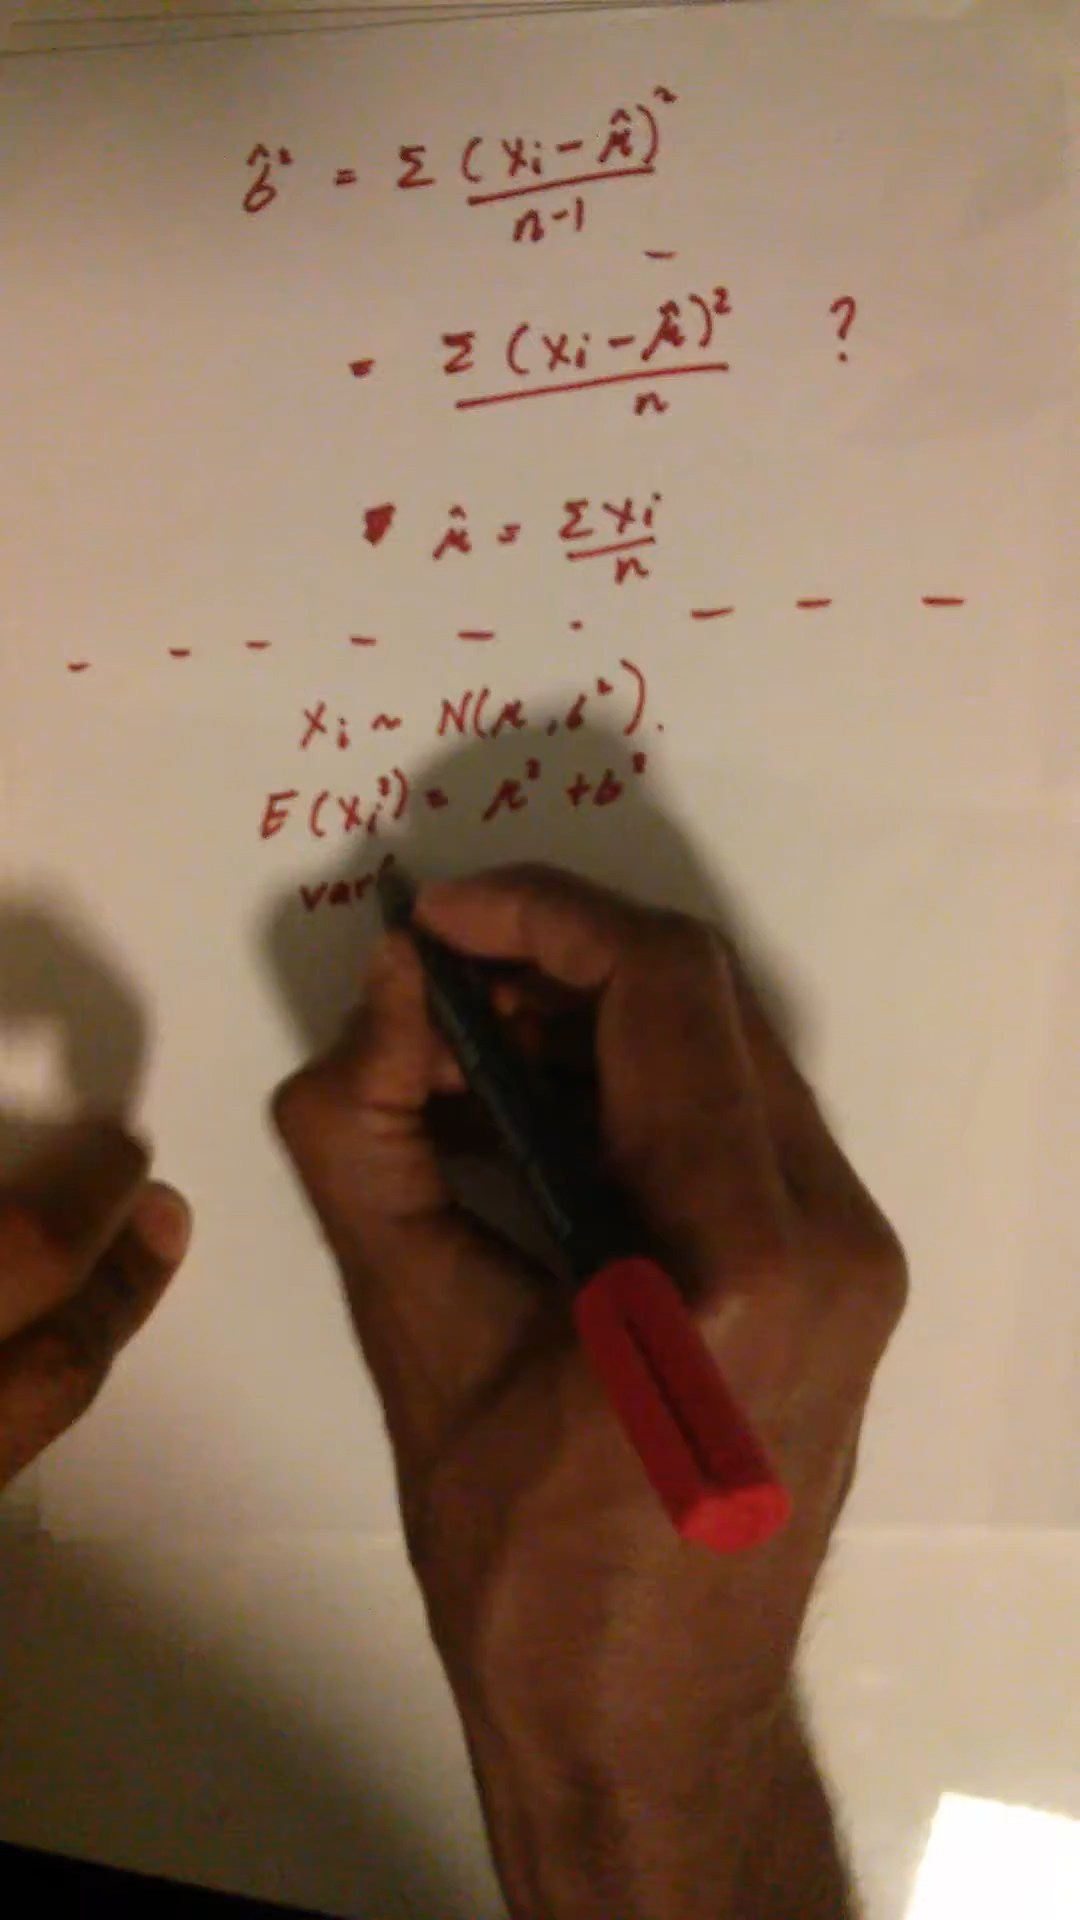 σ̂² = Σ (xi - μ̂)² / n-1
= Σ (xi - μ̂)² / n ?
μ̂ = Σxi / n
xi ~ N(μ, σ²).
E(xi²) = μ² + σ²
var(